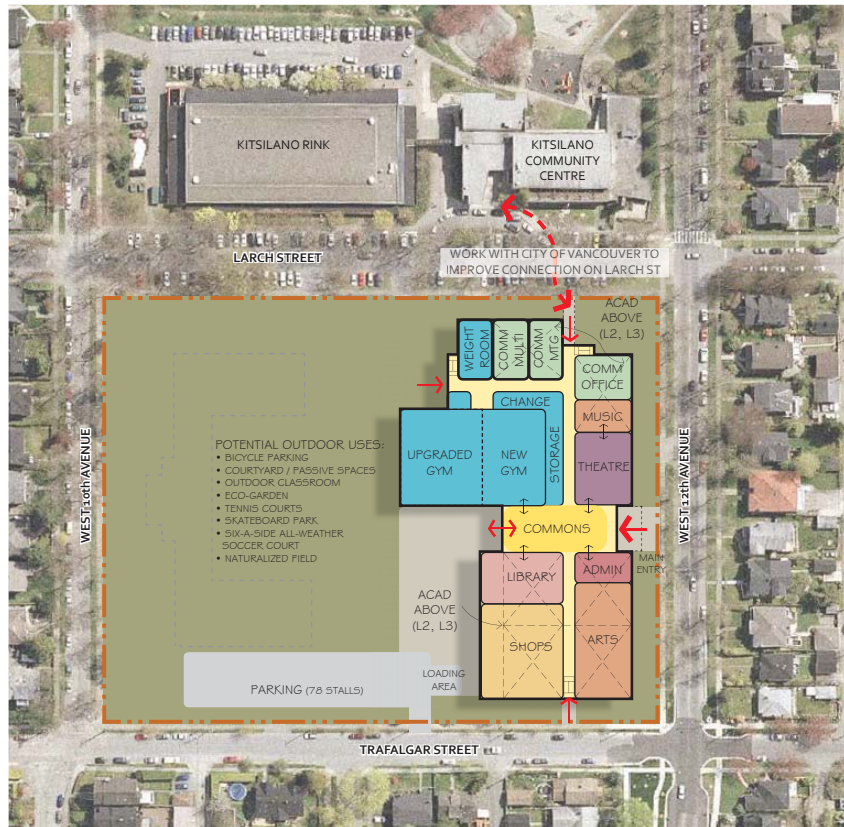 KITSILANO RINK
KITSILANO
COMMUNITY
CENTRE
LARCH STREET
WORK WITH CITY OF VANCOUVER TO
IMPROVE CONNECTION ON LARCH ST
ACAD
ABOVE
(L2, L3)
WEIGHT
ROOM
COMM
MULTI
COMM
MTG
COMM
OFFICE
CHANGE
MUSIC
WEST 10th AVENUE
POTENTIAL OUTDOOR USES:
• BICYCLE PARKING
• COURTYARD / PASSIVE SPACES
• OUTDOOR CLASSROOM
• ECO-GARDEN
• TENNIS COURTS
• SKATEBOARD PARK
• SIX-A-SIDE ALL-WEATHER
SOCCER COURT
• NATURALIZED FIELD
UPGRADED
GYM
NEW
GYM
STORAGE
THEATRE
WEST 12th AVENUE
COMMONS
MAIN
ENTRY
LIBRARY
ADMIN
ACAD
ABOVE
(L2, L3)
SHOPS
ARTS
LOADING
AREA
PARKING (78 STALLS)
TRAFALGAR STREET